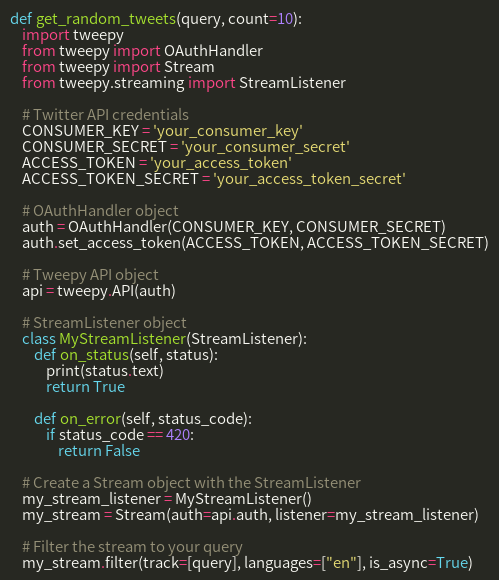 def get_random_tweets(query, count=10):
    import tweepy
    from tweepy import OAuthHandler
    from tweepy import Stream
    from tweepy.streaming import StreamListener

    # Twitter API credentials
    CONSUMER_KEY = 'your_consumer_key'
    CONSUMER_SECRET = 'your_consumer_secret'
    ACCESS_TOKEN = 'your_access_token'
    ACCESS_TOKEN_SECRET = 'your_access_token_secret'

    # OAuthHandler object
    auth = OAuthHandler(CONSUMER_KEY, CONSUMER_SECRET)
    auth.set_access_token(ACCESS_TOKEN, ACCESS_TOKEN_SECRET)

    # Tweepy API object
    api = tweepy.API(auth)

    # StreamListener object
    class MyStreamListener(StreamListener):
        def on_status(self, status):
            print(status.text)
            return True

        def on_error(self, status_code):
            if status_code == 420:
                return False

    # Create a Stream object with the StreamListener
    my_stream_listener = MyStreamListener()
    my_stream = Stream(auth=api.auth, listener=my_stream_listener)

    # Filter the stream to your query
    my_stream.filter(track=[query], languages=["en"], is_async=True)